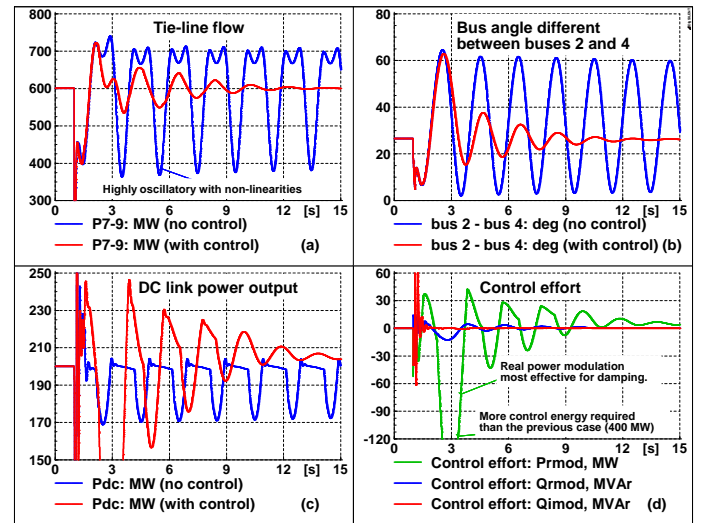 Tie-line flow
800
700
600
500
400
300
Highly oscillatory with non-linearities
0 3 6 9 12 [s] 15
P7-9: MW (no control)
P7-9: MW (with control) (a)
Bus angle different
between buses 2 and 4
80
60
40
20
0
0 3 6 9 12 [s] 15
bus 2 - bus 4: deg (no control)
bus 2 - bus 4: deg (with control) (b)
DC link power output
250
230
210
190
170
150
0 3 6 9 12 [s] 15
Pdc: MW (no control)
Pdc: MW (with control) (c)
Control effort
60
30
0
-30
-60
-90
-120
Real power modulation
most effective for damping.
More control energy required
than the previous case (400 MW)
0 3 6 9 12 [s] 15
Control effort: Prmod, MW
Control effort: Qrmod, MVAr
Control effort: Qimod, MVAr (d)